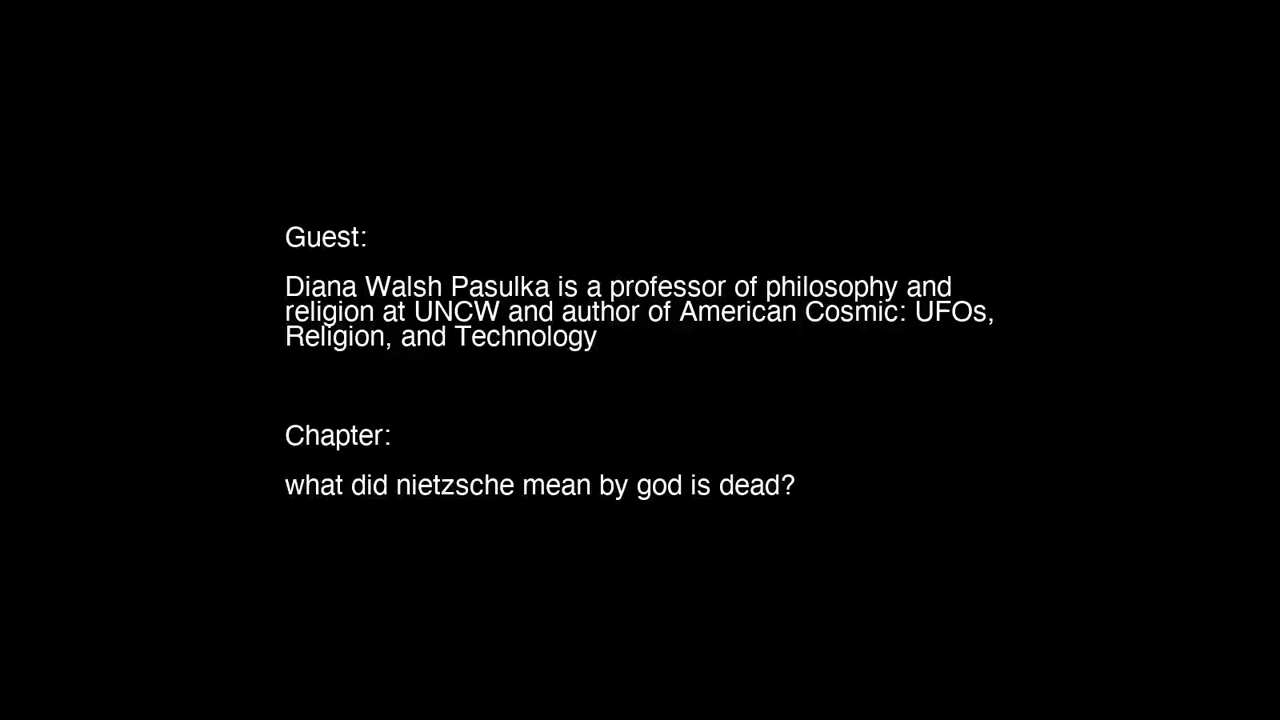 Guest:
Diana Walsh Pasulka is a professor of philosophy and
religion at UNCW and author of American Cosmic: UFOs,
Religion, and Technology
Chapter:
what did nietzsche mean by god is dead?